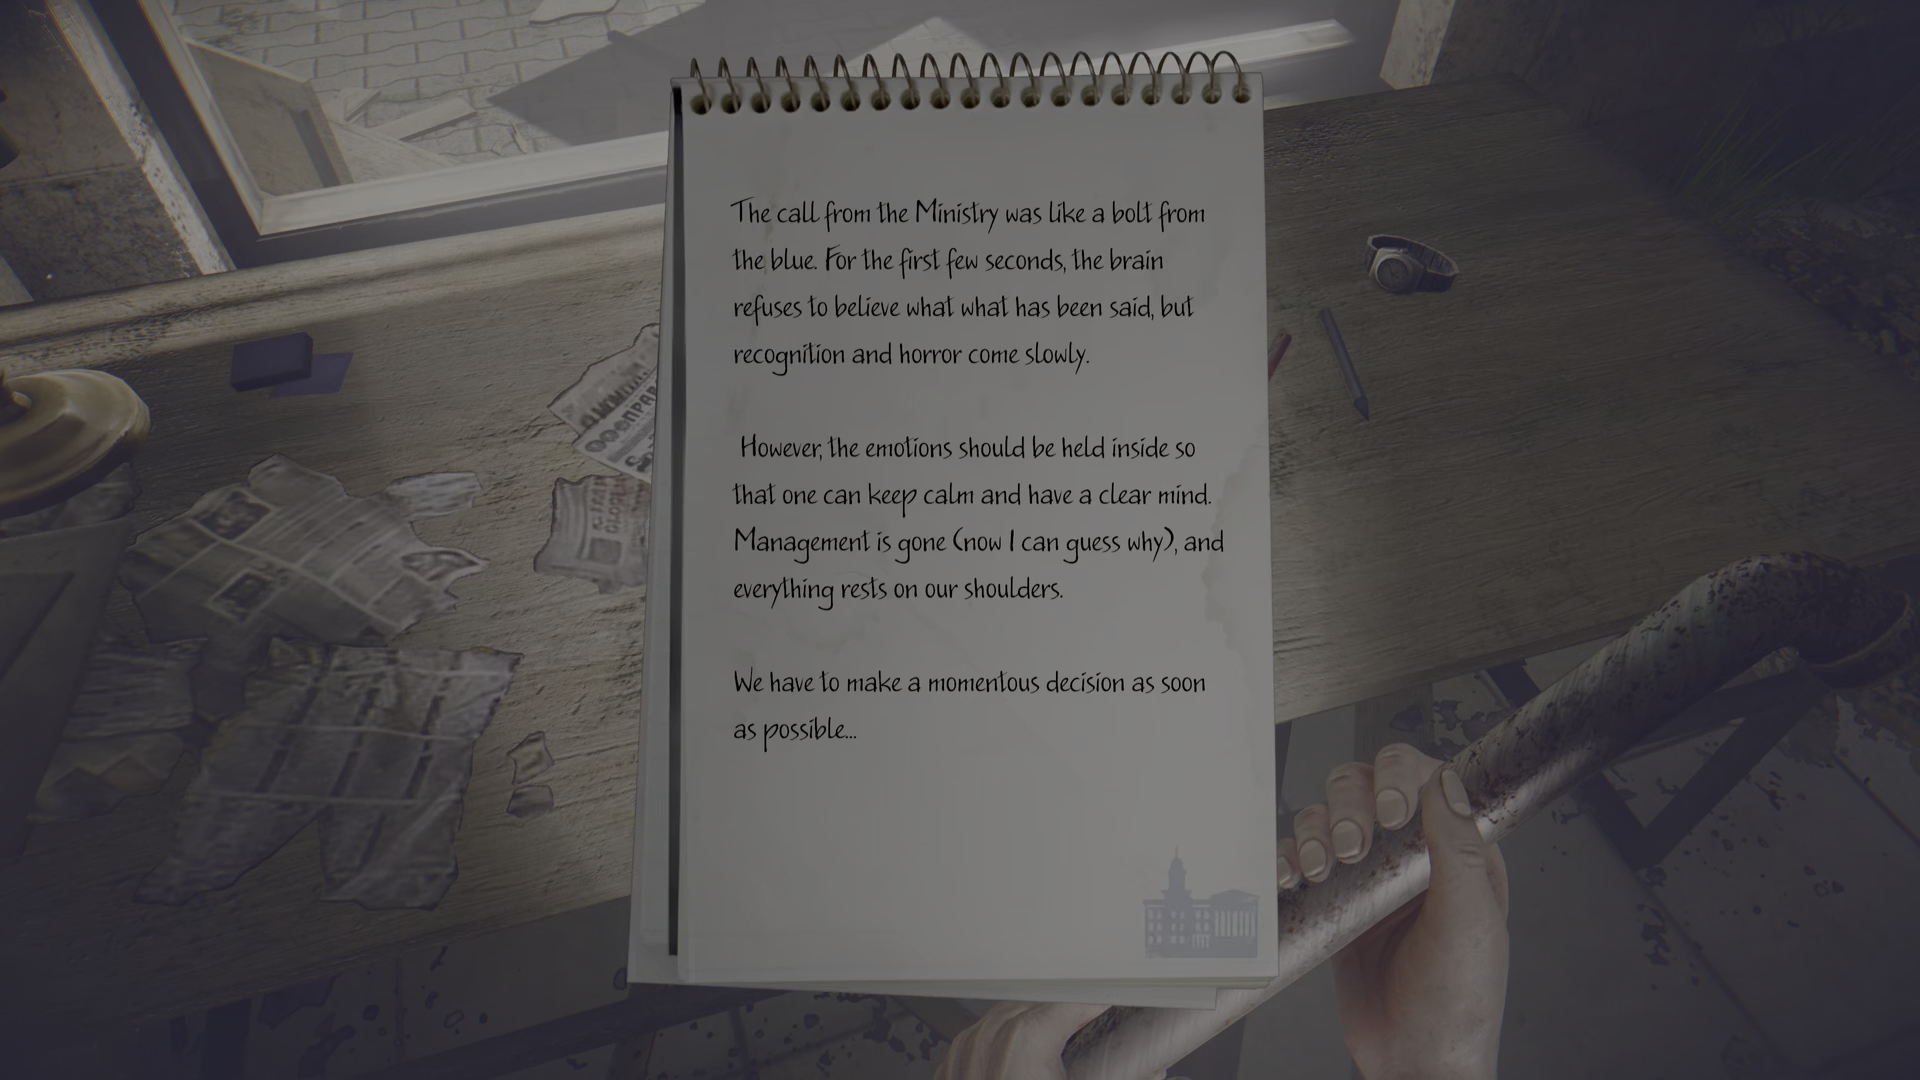 The call from the Ministry was like a bolt from
the blue. For the first few seconds, the brain
refuses to believe what what has been said, but
recognition and horror come slowly.
However, the emotions should be held inside so
that one can keep calm and have a clear mind.
Management is gone (now I can guess why), and
everything rests on our shoulders.
We have to make a momentous decision as soon
as possible...